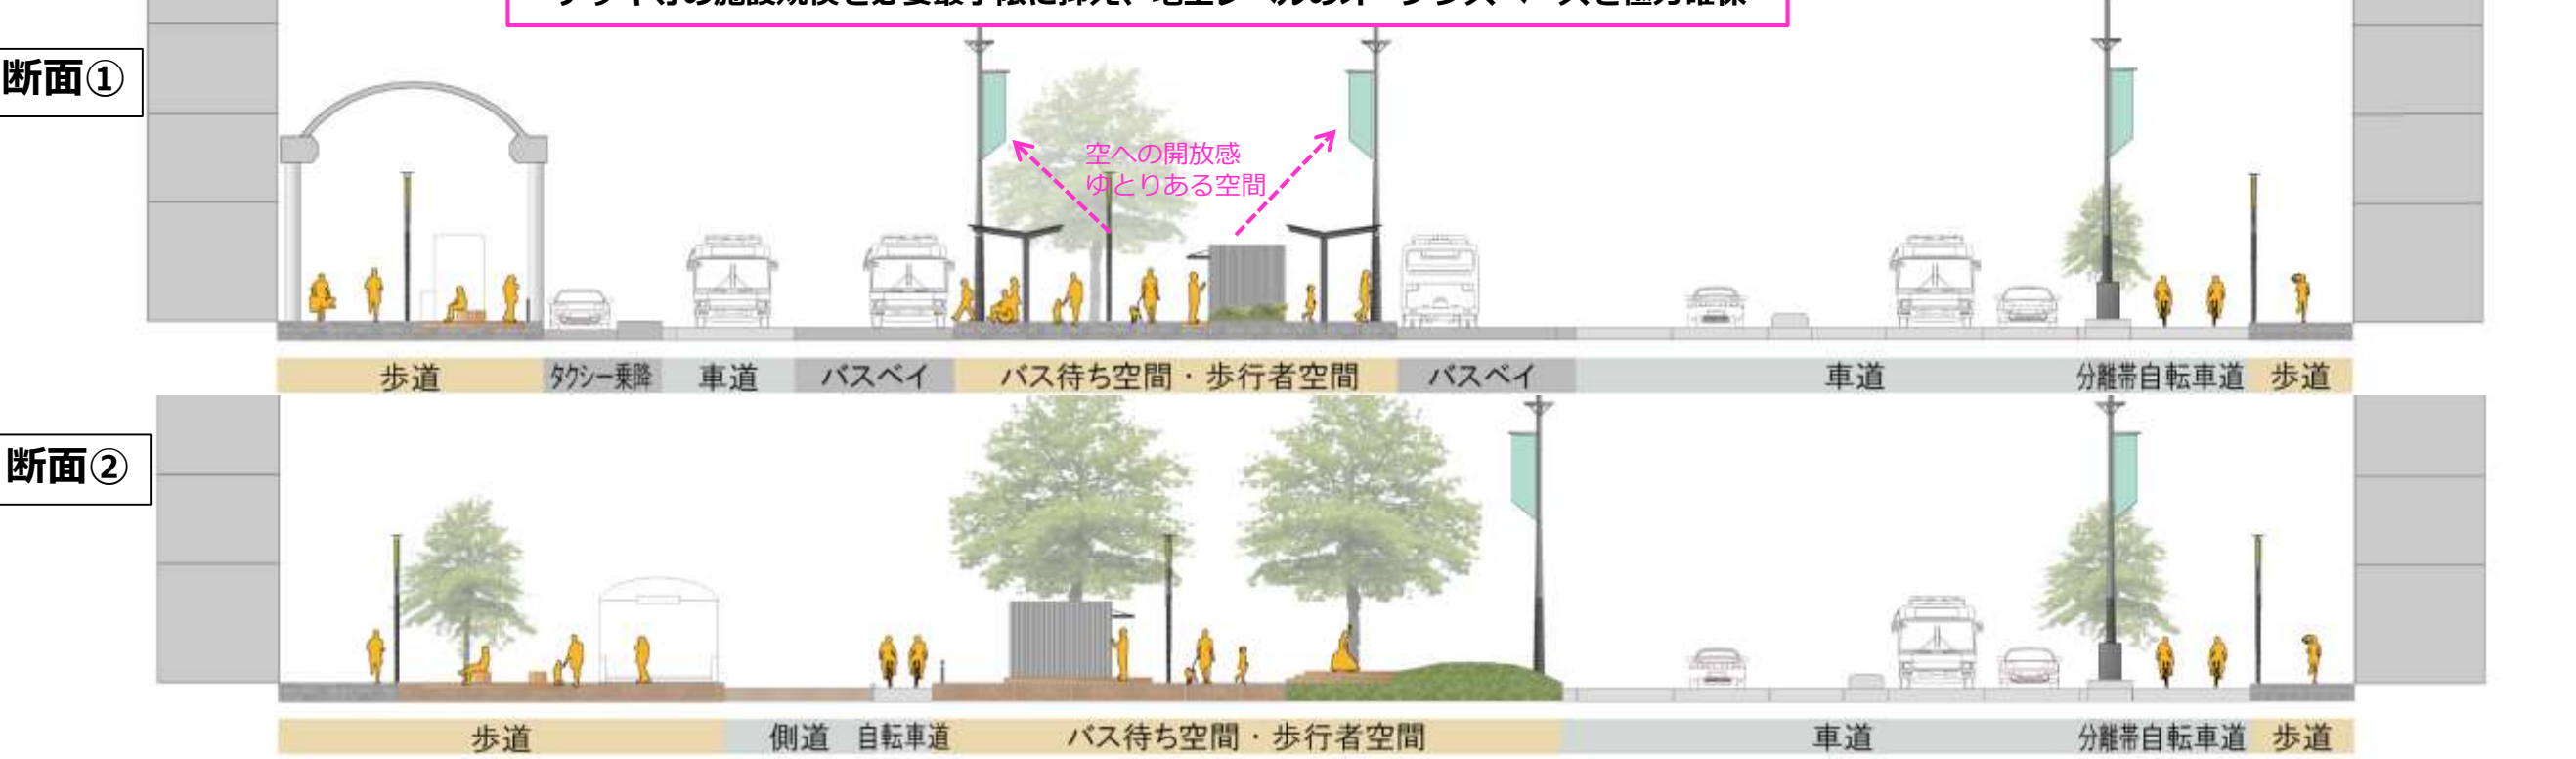 断面①
空への開放感
ゆとりある空間
歩道 タクシー乗降 車道 バスベイ バス待ち空間・歩行者空間 バスベイ 車道 分離帯 自転車道 歩道
断面②
歩道 側道 自転車道 バス待ち空間・歩行者空間 車道 分離帯 自転車道 歩道